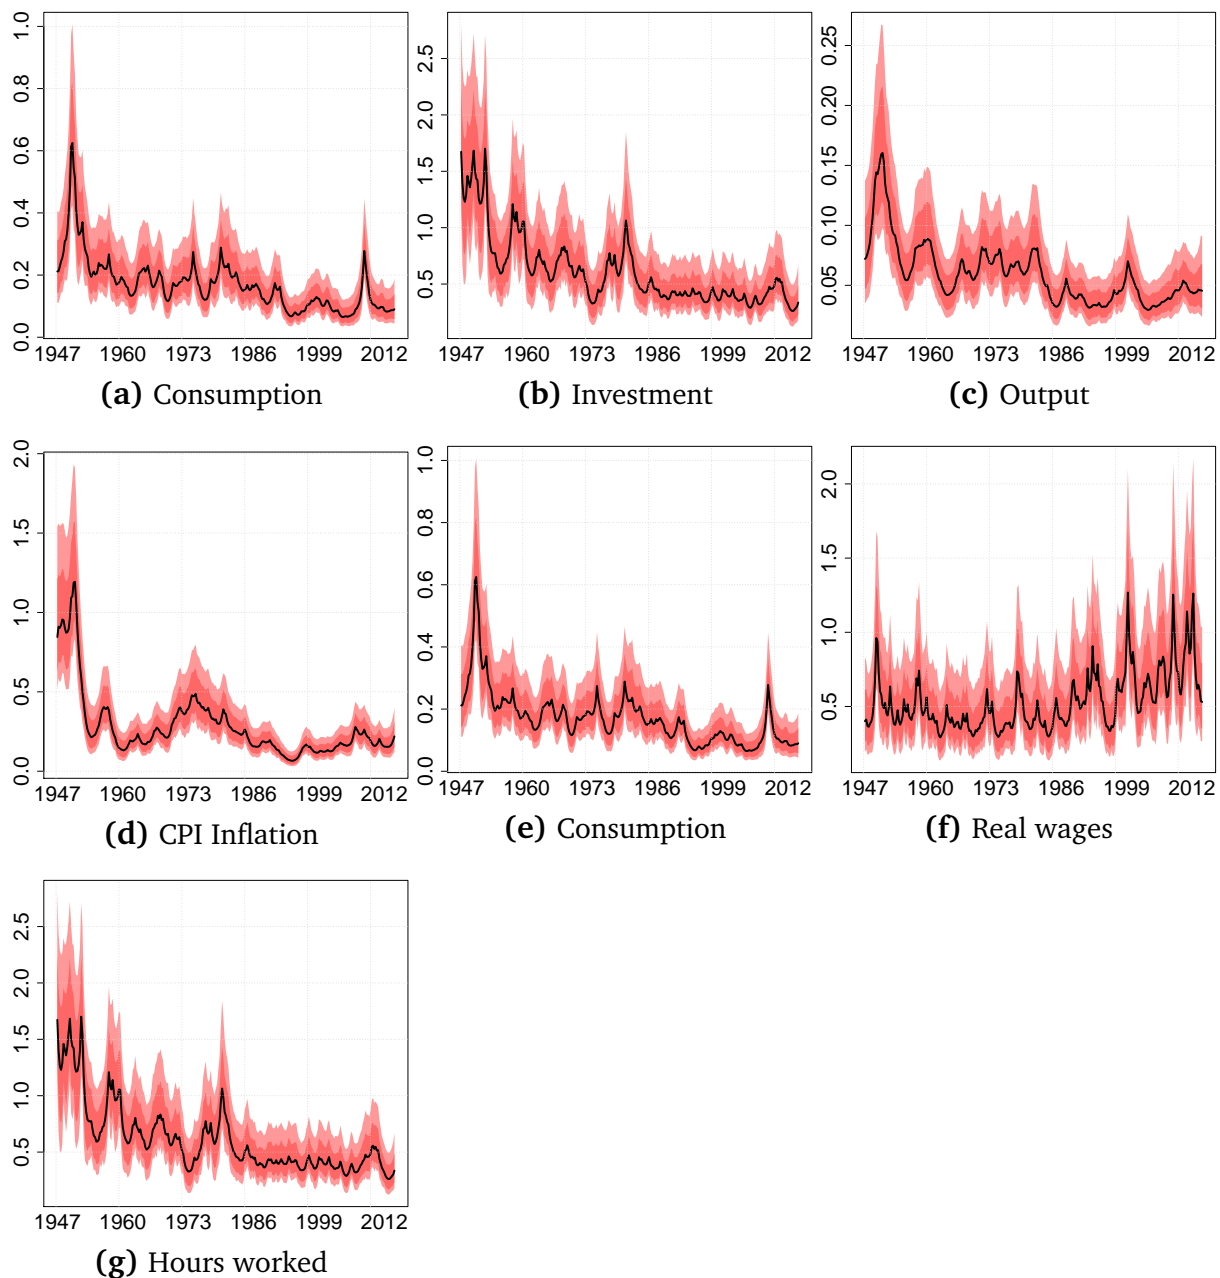 0.0 0.2 0.4 0.6 0.8 1.0
1947 1960 1973 1986 1999 2012
(a) Consumption
0.5 1.0 1.5 2.0 2.5
1947 1960 1973 1986 1999 2012
(b) Investment
0.05 0.10 0.15 0.20 0.25
1947 1960 1973 1986 1999 2012
(c) Output
0.0 0.5 1.0 1.5 2.0
1947 1960 1973 1986 1999 2012
(d) CPI Inflation
0.0 0.2 0.4 0.6 0.8 1.0
1947 1960 1973 1986 1999 2012
(e) Consumption
0.5 1.0 1.5 2.0
1947 1960 1973 1986 1999 2012
(f) Real wages
0.5 1.0 1.5 2.0 2.5
1947 1960 1973 1986 1999 2012
(g) Hours worked